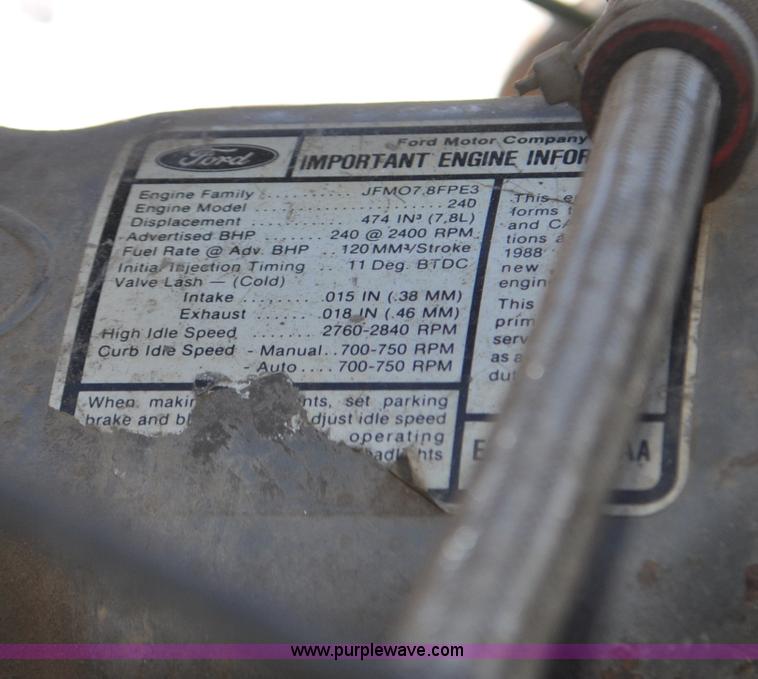 Ford
Ford Motor Company
IMPORTANT ENGINE INFOR
Engine Family .......... JFMO7.8FPE3
Engine Model .......... 240
Displacement .......... 474 IN³ (7.8L)
Advertised BHP ....... 240 @ 2400 RPM
Fuel Rate @ Adv. BHP .. 120 MM³/Stroke
Initial Injection Timing .... 11 Deg. BTDC
Valve Lash — (Cold)
Intake .......... .015 IN (.38 MM)
Exhaust ....... .018 IN (.46 MM)
High Idle Speed ..... 2760-2840 RPM
Curb Idle Speed - Manual..700-750 RPM
- Auto .... 700-750 RPM
This
forms
and
tions
1988
new
engin
This
prim
serv
as a
du
When makin nts, set parking
brake and bl djust idle speed
operating
E AA
www.purplewave.com